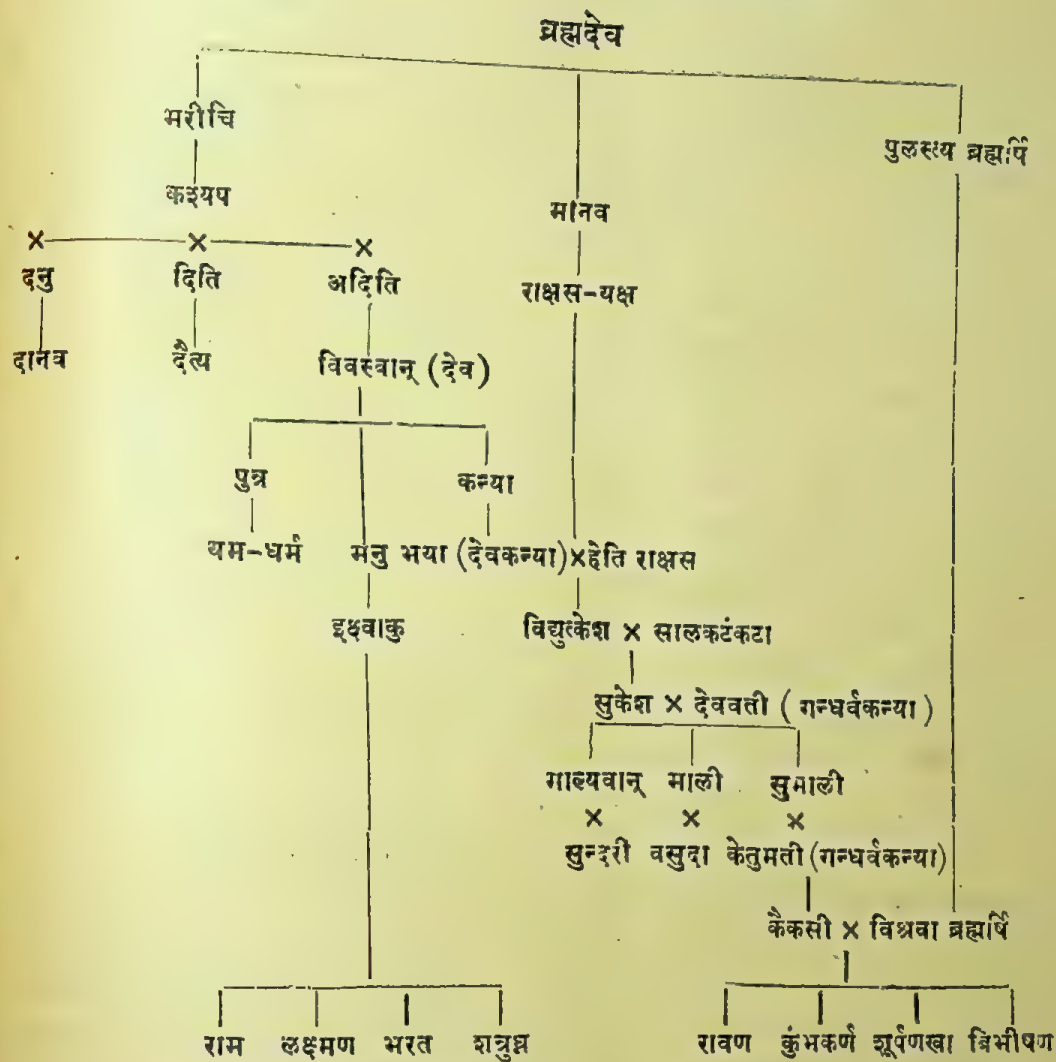 ब्रह्मदेव
मरीचि
पुलस्त्य ब्रह्मर्षि
कश्यप
मानव
× × ×
दनु दिति अदिति राक्षस-यक्ष
दानव दैत्य विवस्वान् (देव)
पुत्र कन्या
यम-धर्म मनु भया (देवकन्या)×हेति राक्षस
इक्ष्वाकु विद्युत्केश × सालकटंकटा
सुकेश × देववती ( गन्धर्वकन्या )
माल्यवान् माली सुमाली
× × ×
सुन्दरी वसुदा केतुमती (गन्धर्वकन्या)
कैकसी × विश्रवा ब्रह्मर्षि
राम लक्ष्मण भरत शत्रुघ्न रावण कुंभकर्ण शूर्पणखा बिभीषण